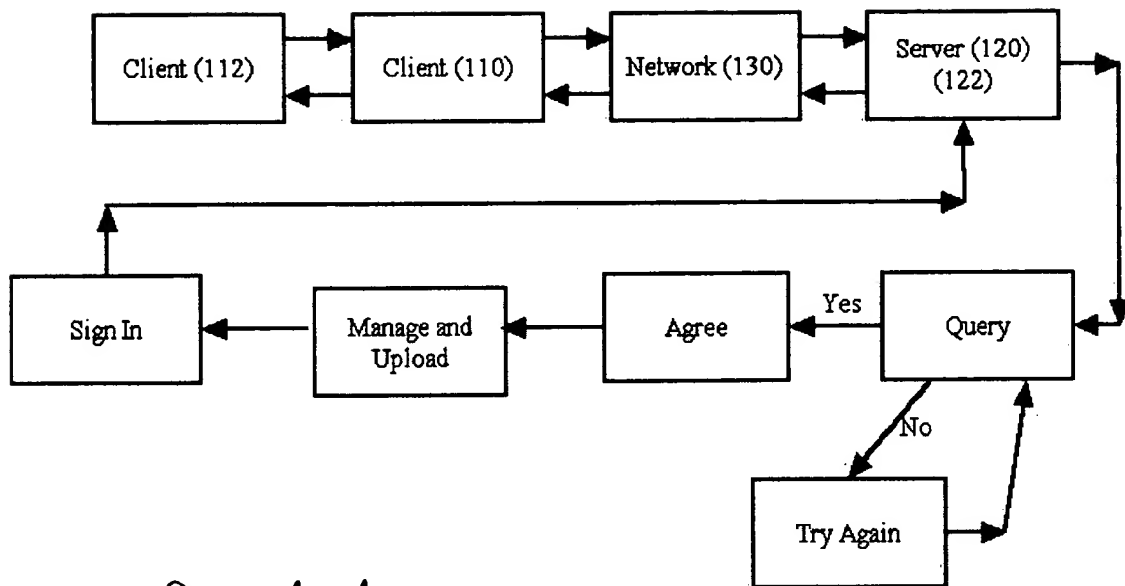 Client (112)
Client (110)
Network (130)
Server (120)
(122)
Sign In
Manage and
Upload
Agree
Yes
Query
No
Try Again